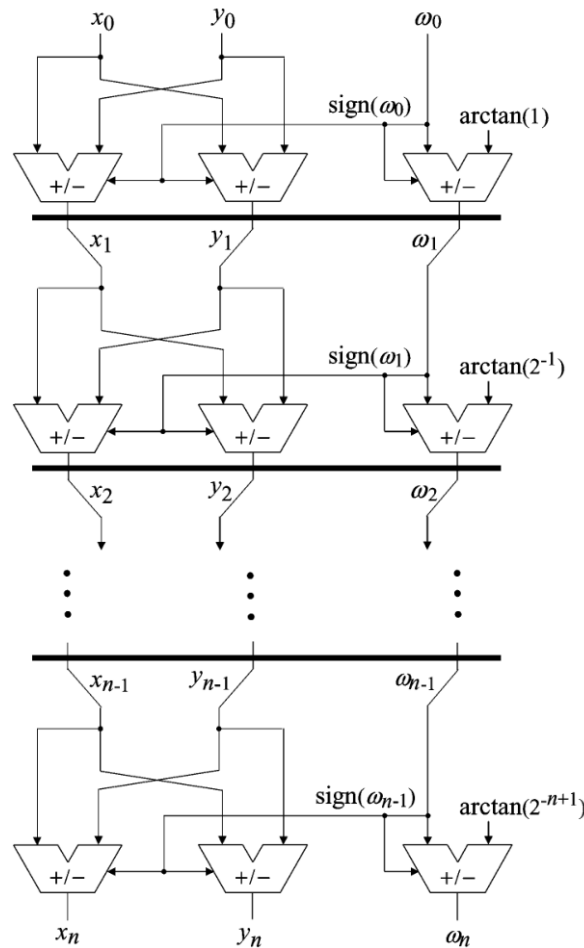 x₀ y₀ ω₀
sign(ω₀) arctan(1)
+/− +/− +/−
x₁ y₁ ω₁
sign(ω₁) arctan(2⁻¹)
+/− +/− +/−
x₂ y₂ ω₂
xₙ₋₁ yₙ₋₁ ωₙ₋₁
sign(ωₙ₋₁) arctan(2⁻ⁿ⁺¹)
+/− +/− +/−
xₙ yₙ ωₙ